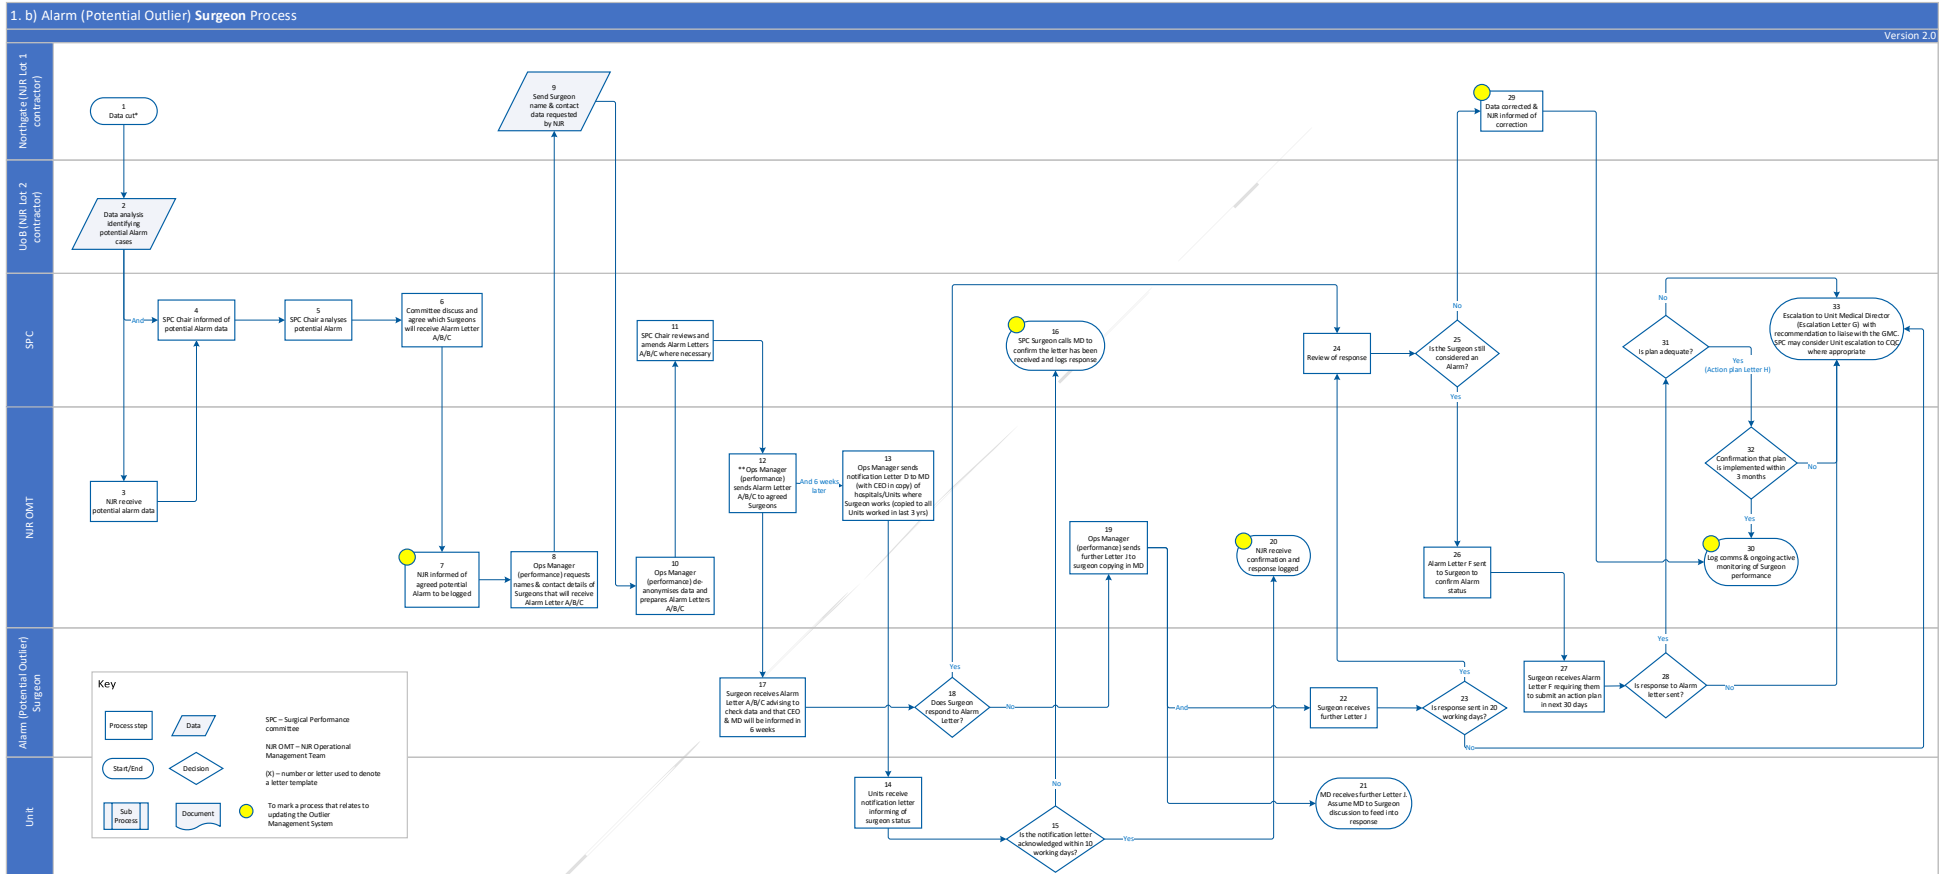 1. b) Alarm (Potential Outlier) Surgeon Process
Version 2.0
Northgate (NJR Lot 1
contractor)
1
Data cut*
9
Send Surgeon
name & contact
data requested
by NJR
29
Data corrected &
NJR informed of
correction
UoB (NJR Lot 2
contractor)
2
Data analysis
identifying
potential Alarm
cases
SPC
And
4
SPC Chair informed of
potential Alarm data
5
SPC Chair analyses
potential Alarm
6
Committee discuss and
agree which Surgeons
will receive Alarm Letter
A/B/C
11
SPC Chair reviews and
amends Alarm Letters
A/B/C where necessary
16
SPC Surgeon calls MD to
confirm the letter has been
received and logs response
24
Review of response
No
25
Is the Surgeon still
considered an
Alarm?
Yes
No
31
Is plan adequate?
Yes
(Action plan Letter H)
33
Escalation to Unit Medical Director
(Escalation Letter G) with
recommendation to liaise with the GMC.
SPC may consider Unit escalation to CQC
where appropriate
NJR OMT
3
NJR receive
potential alarm data
7
NJR informed of
agreed potential
Alarm to be logged
8
Ops Manager
(performance) requests
names & contact details of
Surgeons that will receive
Alarm Letter A/B/C
10
Ops Manager
(performance) de-
anonymises data and
prepares Alarm Letters
A/B/C
12
**Ops Manager
(performance)
sends Alarm Letter
A/B/C to agreed
Surgeons
And 6 weeks
later
13
Ops Manager sends
notification Letter D to MD
(with CEO in copy) of
hospitals/Units where
Surgeon works (copied to all
Units worked in last 3 yrs)
19
Ops Manager
(performance) sends
further Letter J to
surgeon copying in MD
20
NJR receive
confirmation and
response logged
26
Alarm Letter F sent
to Surgeon to
confirm Alarm
status
32
Confirmation that plan
is implemented within
3 months
No
Yes
30
Log comms & ongoing active
monitoring of Surgeon
performance
Alarm (Potential Outlier)
Surgeon
17
Surgeon receives Alarm
Letter A/B/C advising to
check data and that CEO
& MD will be informed in
6 weeks
Yes
18
Does Surgeon
respond to Alarm
Letter?
No
And
22
Surgeon receives
further Letter J
Yes
23
Is response sent in 20
working days?
No
27
Surgeon receives Alarm
Letter F requiring them
to submit an action plan
in next 30 days
Yes
28
Is response to Alarm
letter sent?
No
Unit
14
Units receive
notification letter
informing of
surgeon status
No
15
Is the notification letter
acknowledged within 10
working days?
Yes
21
MD receives further Letter J.
Assume MD to Surgeon
discussion to feed into
response
Key
Process step
Data
SPC – Surgical Performance
committee
NJR OMT – NJR Operational
Management Team
Start/End
Decision
(X) – number or letter used to denote
a letter template
Sub
Process
Document
To mark a process that relates to
updating the Outlier
Management System